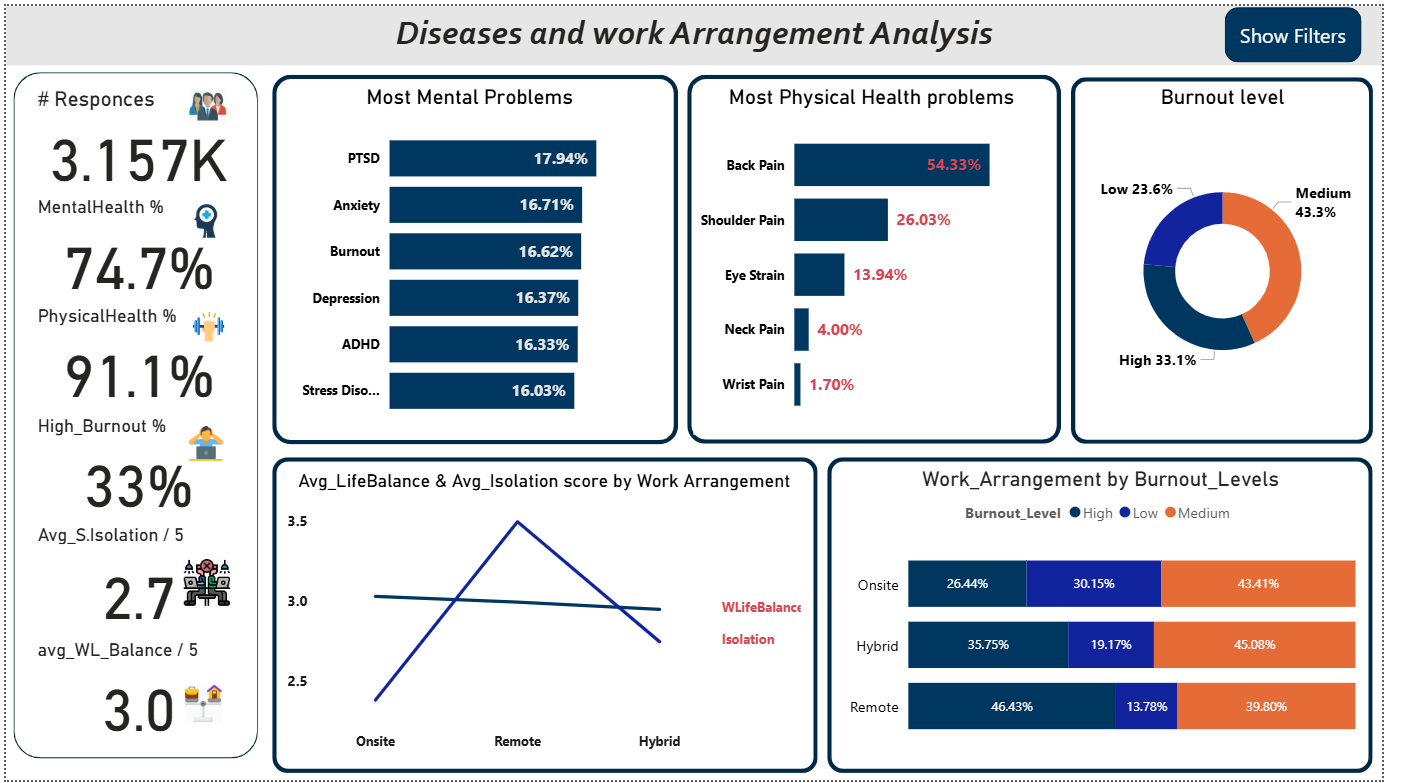 Diseases and work Arrangement Analysis
Show Filters
# Responces
3.157K
MentalHealth %
74.7%
PhysicalHealth %
91.1%
High_Burnout %
33%
Avg_S.Isolation / 5
2.7
avg_WL_Balance / 5
3.0
Most Mental Problems
PTSD 17.94%
Anxiety 16.71%
Burnout 16.62%
Depression 16.37%
ADHD 16.33%
Stress Diso... 16.03%
Most Physical Health problems
Back Pain 54.33%
Shoulder Pain 26.03%
Eye Strain 13.94%
Neck Pain 4.00%
Wrist Pain 1.70%
Burnout level
Low 23.6%
Medium
43.3%
High 33.1%
Avg_LifeBalance & Avg_Isolation score by Work Arrangement
3.5
3.0
2.5
WLifeBalance
Isolation
Onsite Remote Hybrid
Work_Arrangement by Burnout_Levels
Burnout_Level High Low Medium
Onsite 26.44% 30.15% 43.41%
Hybrid 35.75% 19.17% 45.08%
Remote 46.43% 13.78% 39.80%